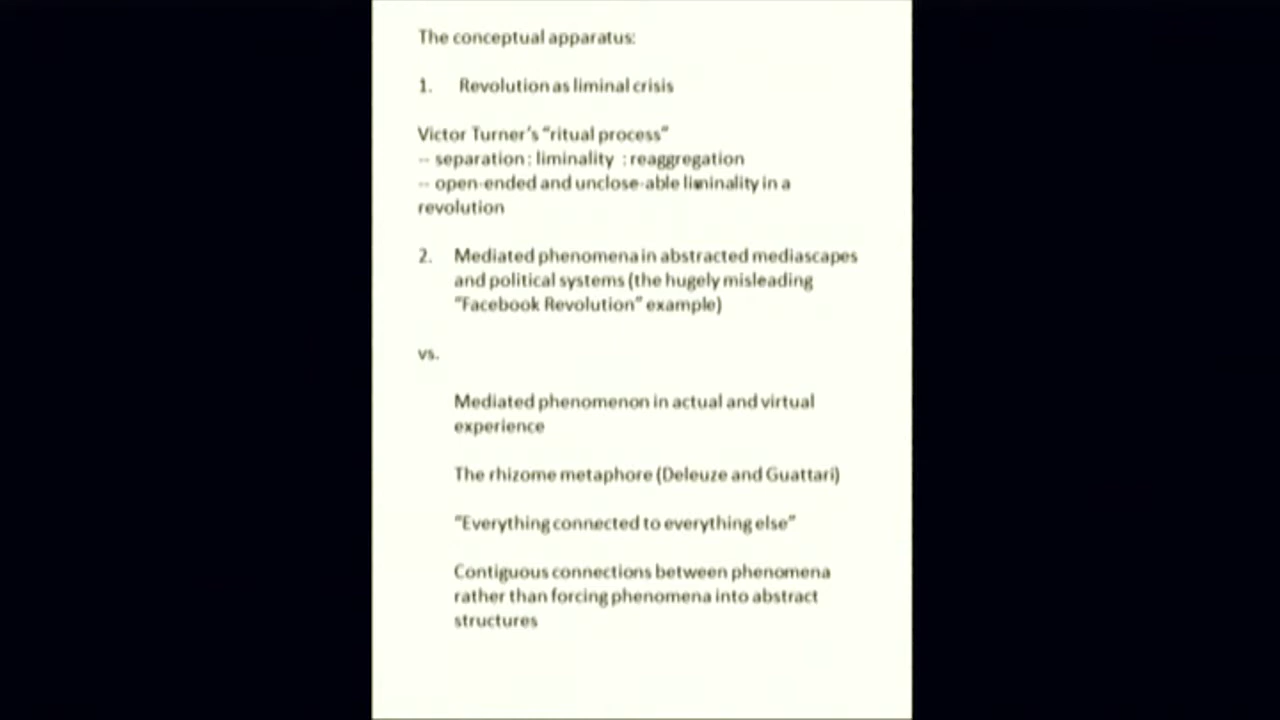 The conceptual apparatus:
1. Revolution as liminal crisis
Victor Turner's "ritual process"
-- separation : liminality : reaggregation
-- open-ended and unclose-able liminality in a
revolution
2. Mediated phenomena in abstracted mediascapes
and political systems (the hugely misleading
"Facebook Revolution" example)
vs.
Mediated phenomenon in actual and virtual
experience
The rhizome metaphore (Deleuze and Guattari)
"Everything connected to everything else"
Contiguous connections between phenomena
rather than forcing phenomena into abstract
structures